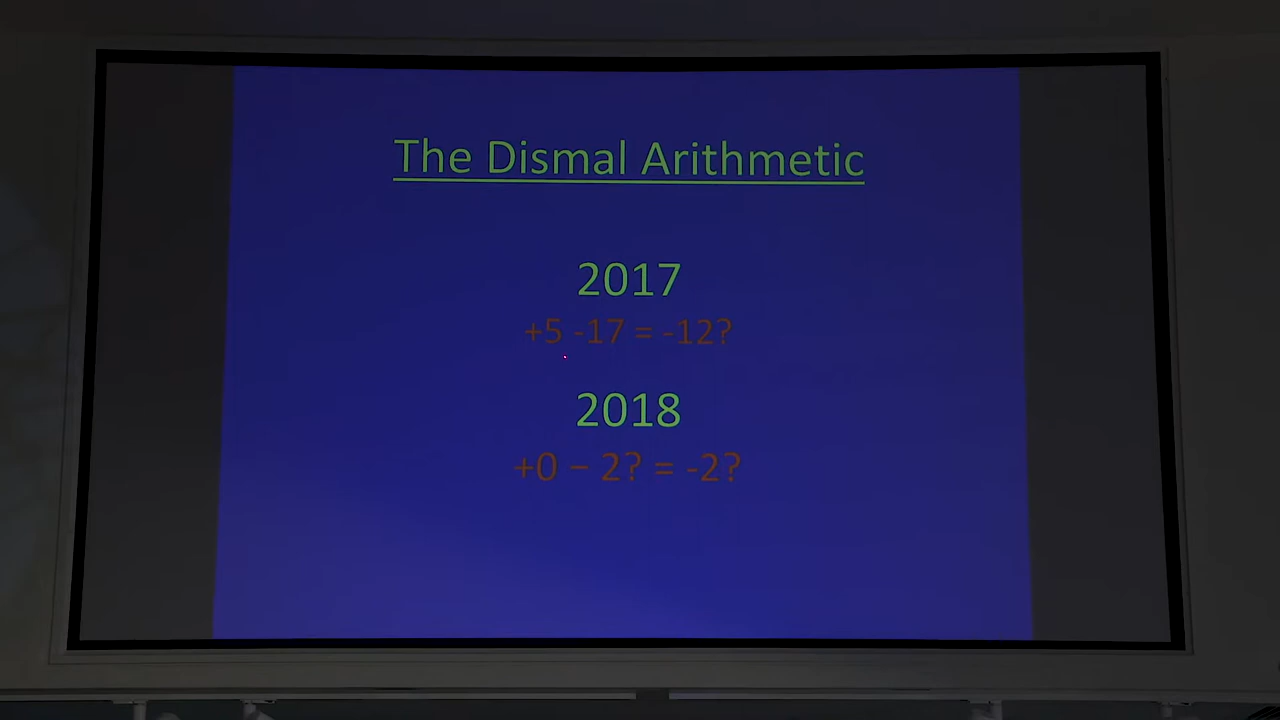 The Dismal Arithmetic
2017
+5 -17 = -12?
2018
+0 – 2? = -2?